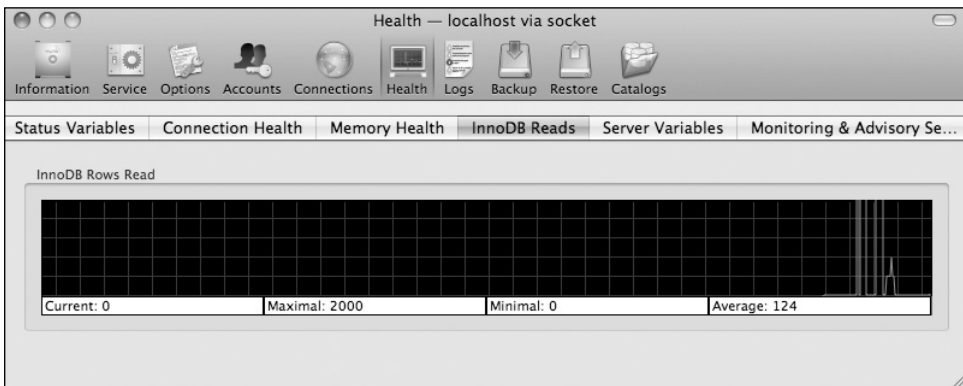 Health — localhost via socket
Information Service Options Accounts Connections Health Logs Backup Restore Catalogs
Status Variables Connection Health Memory Health InnoDB Reads Server Variables Monitoring & Advisory Se...
InnoDB Rows Read
Current: 0 Maximal: 2000 Minimal: 0 Average: 124